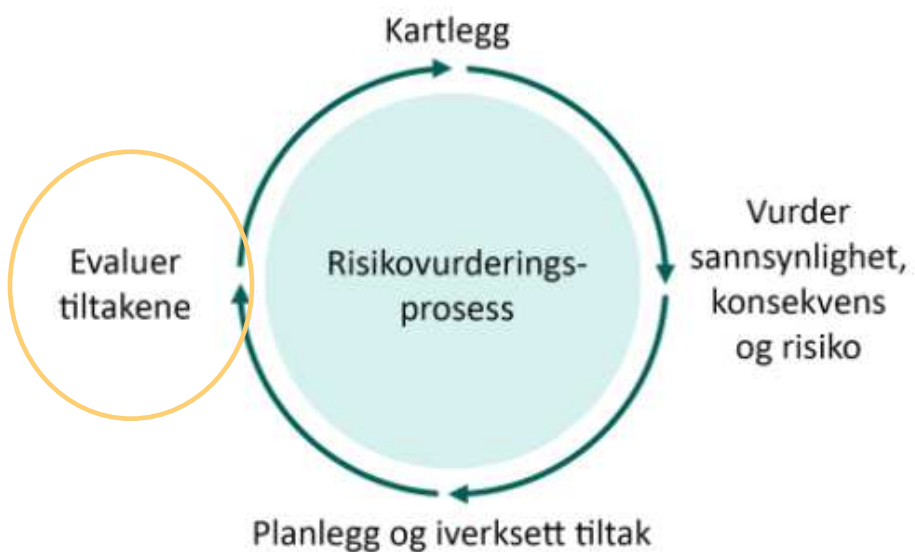 Kartlegg
Vurder
sannsynlighet,
konsekvens
og risiko
Risikovurderings-
prosess
Evaluer
tiltakene
Planlegg og iverksett tiltak